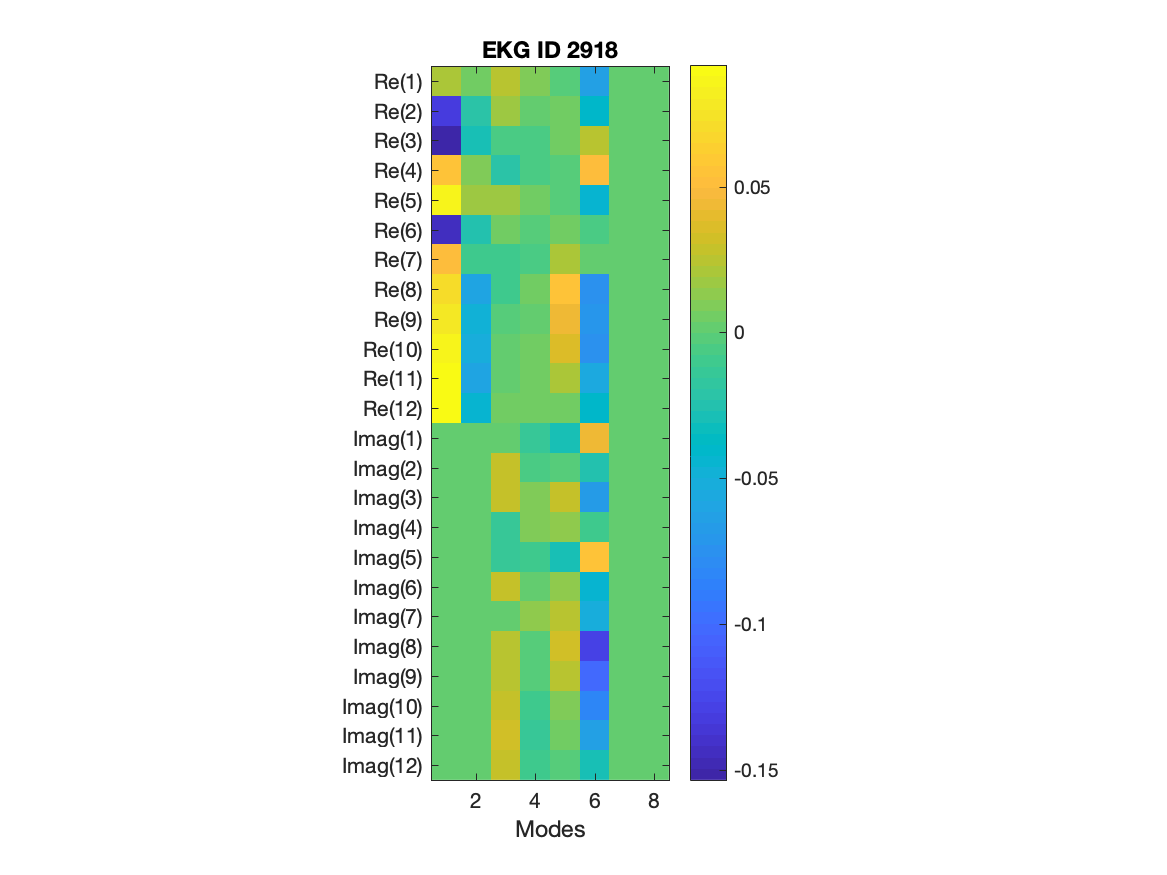 EKG ID 2918
Re(1)
Re(2)
Re(3)
Re(4)
Re(5)
Re(6)
Re(7)
Re(8)
Re(9)
Re(10)
Re(11)
Re(12)
Imag(1)
Imag(2)
Imag(3)
Imag(4)
Imag(5)
Imag(6)
Imag(7)
Imag(8)
Imag(9)
Imag(10)
Imag(11)
Imag(12)
2 4 6 8
Modes
0.05
0
-0.05
-0.1
-0.15